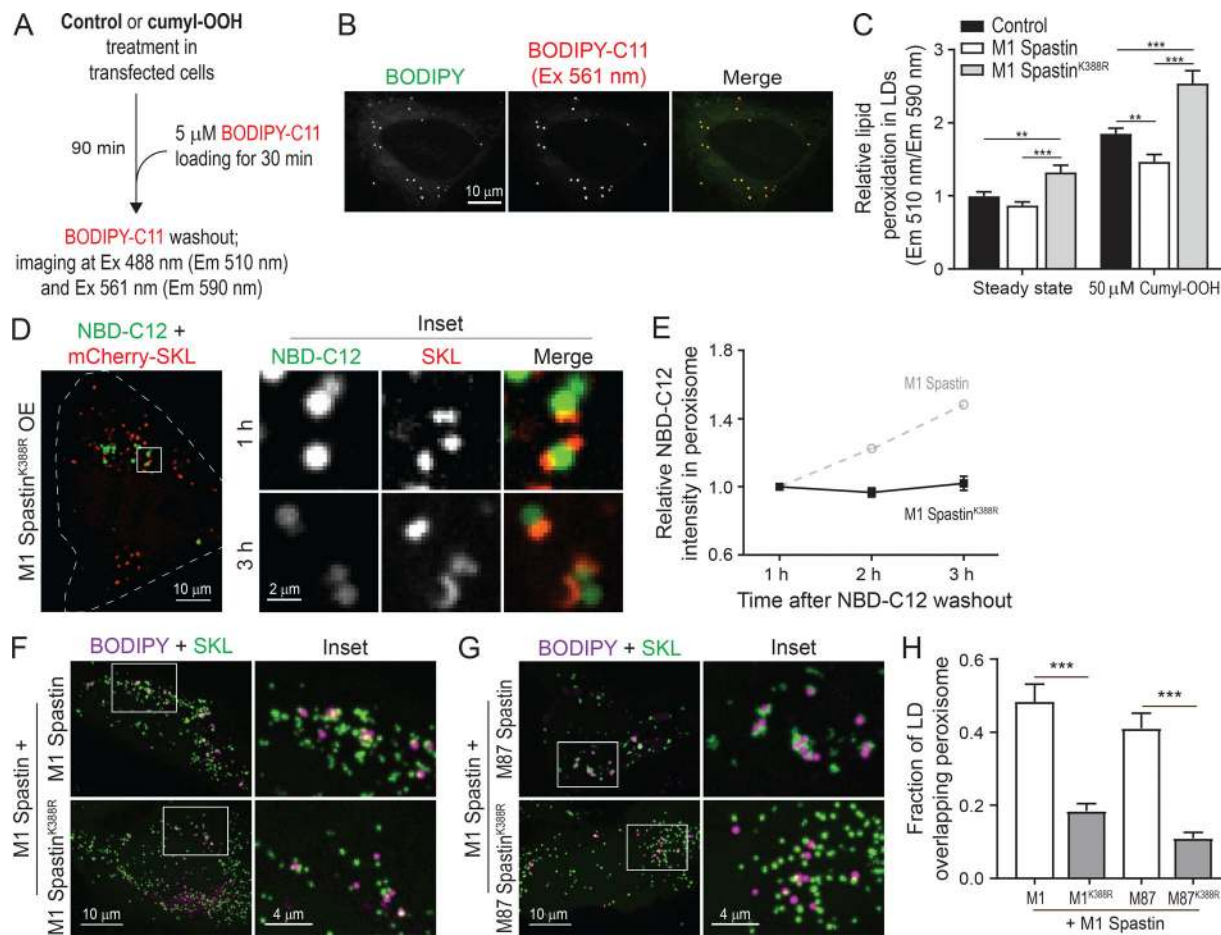 A
Control or cumyl-OOH
treatment in
transfected cells
90 min
5 μM BODIPY-C11
loading for 30 min
BODIPY-C11 washout;
imaging at Ex 488 nm (Em 510 nm)
and Ex 561 nm (Em 590 nm)
B
BODIPY
BODIPY-C11
(Ex 561 nm)
Merge
10 μm
C
Control
M1 Spastin
M1 Spastin^K388R
Relative lipid
peroxidation in LDs
(Em 510 nm/Em 590 nm)
3
2
1
0
**
***
***
***
**
Steady state
50 μM Cumyl-OOH
D
NBD-C12 +
mCherry-SKL
M1 Spastin^K388R OE
10 μm
Inset
NBD-C12
SKL
Merge
1 h
3 h
2 μm
E
Relative NBD-C12
intensity in peroxisome
1.8
1.4
1.0
0.6
M1 Spastin
M1 Spastin^K388R
1 h
2 h
3 h
Time after NBD-C12 washout
F
BODIPY + SKL
Inset
M1 Spastin +
M1 Spastin
M1 Spastin^K388R
10 μm
4 μm
G
BODIPY + SKL
Inset
M1 Spastin +
M87 Spastin
M87 Spastin^K388R
10 μm
4 μm
H
Fraction of LD
overlapping peroxisome
0.6
0.4
0.2
0.0
***
***
M1
M1^K388R
M87
M87^K388R
+ M1 Spastin